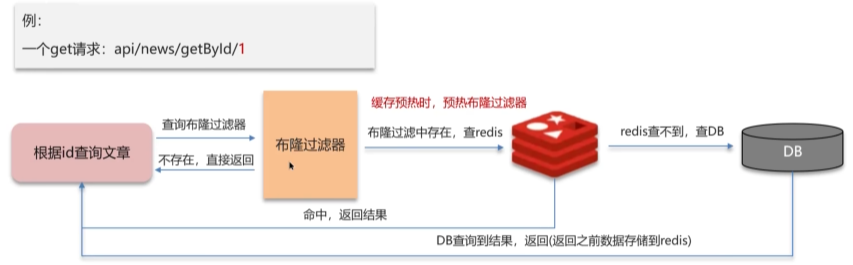 例：
一个get请求：api/news/getById/1
缓存预热时，预热布隆过滤器
查询布隆过滤器
根据id查询文章
不存在，直接返回
布隆过滤器
布隆过滤中存在，查redis
redis查不到，查DB
DB
命中，返回结果
DB查询到结果，返回(返回之前数据存储到redis)